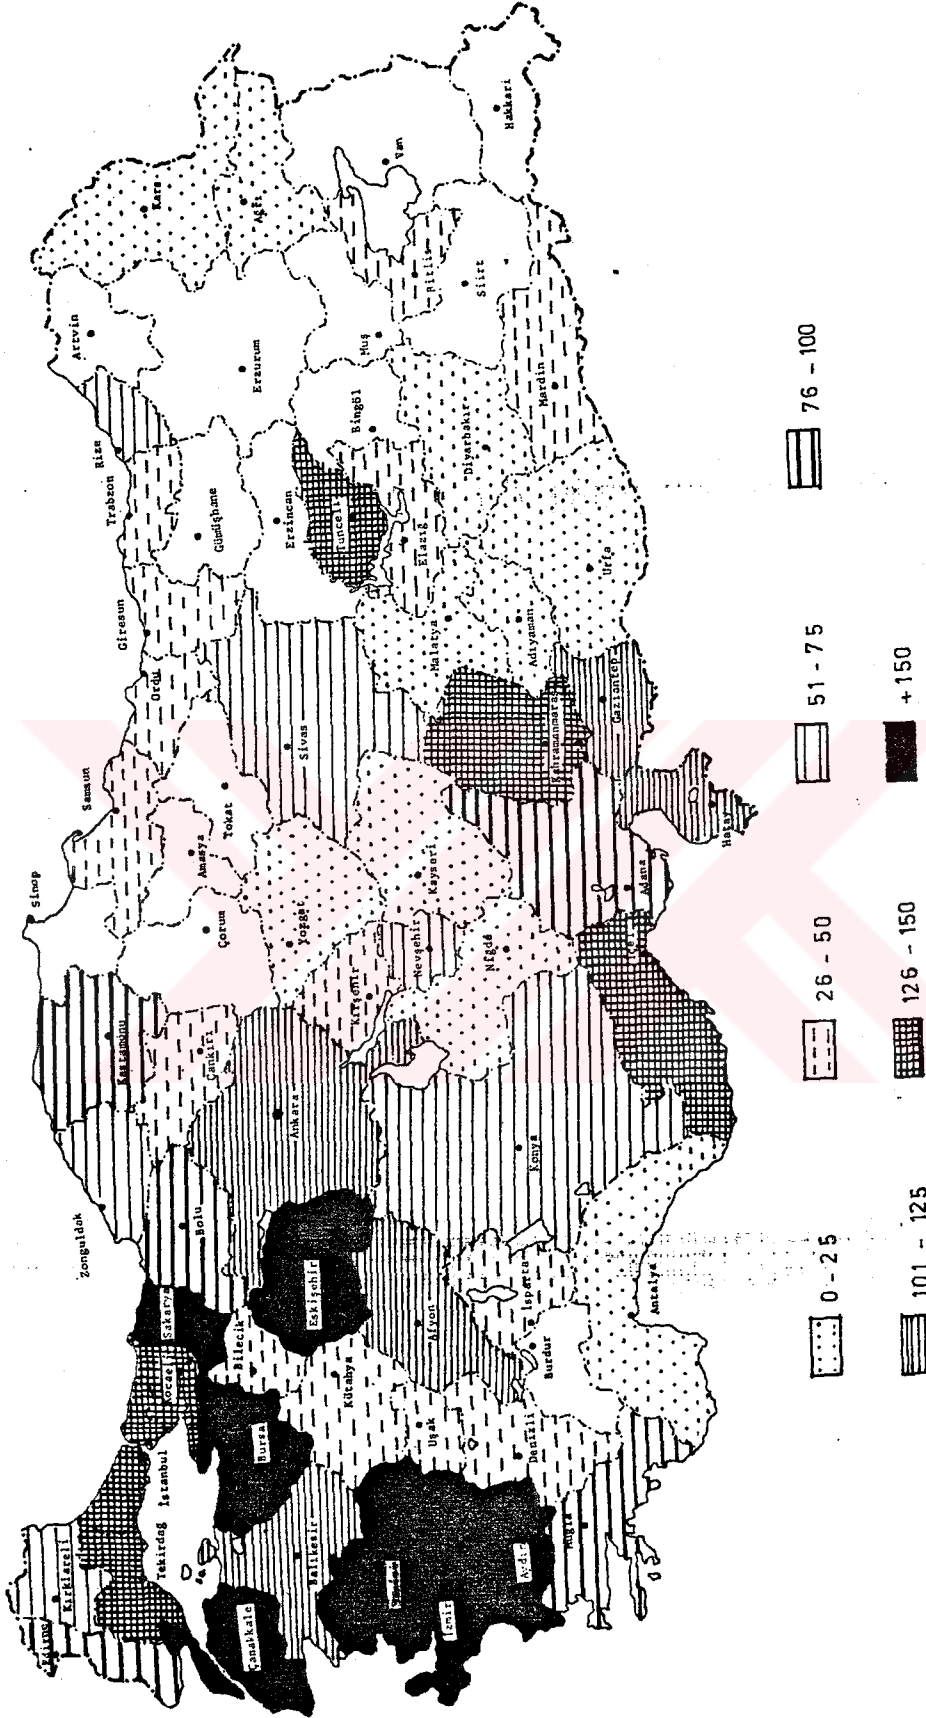 Edirne
Kırklareli
Tekirdağ
İstanbul
Çanakkale
Balıkesir
Bursa
Kocaeli
Sakarya
Bilecik
Eskişehir
Kütahya
Uşak
Afyon
İzmir
Aydın
Denizli
Muğla
Burdur
Isparta
Antalya
Zonguldak
Bolu
Kastamonu
Çankırı
Ankara
Konya
Sinop
Samsun
Çorum
Amasya
Tokat
Yozgat
Kırşehir
Nevşehir
Niğde
Kayseri
Adana
Hatay
Ordu
Giresun
Sivas
Kahramanmaraş
Gaziantep
Malatya
Adıyaman
Urfa
Trabzon
Rize
Gümüşhane
Erzincan
Tunceli
Elazığ
Diyarbakır
Mardin
Artvin
Erzurum
Bingöl
Muş
Bitlis
Siirt
Kars
Ağrı
Van
Hakkari
0 - 25
26 - 50
51 - 75
76 - 100
101 - 125
126 - 150
+ 150